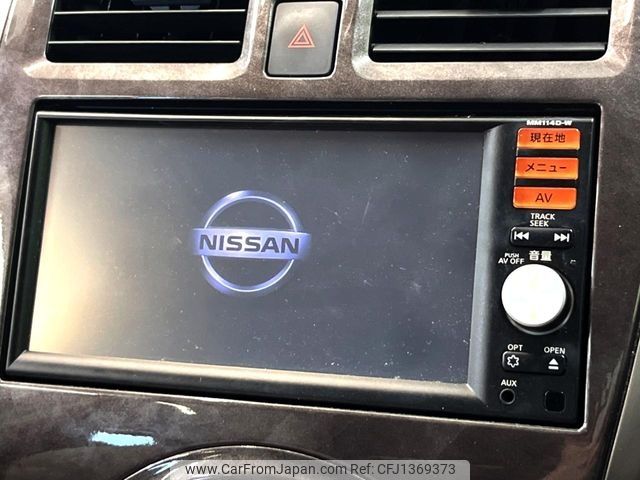 MM114D-W
現在地
メニュー
AV
TRACK
SEEK
PUSH
AV OFF
音量
NISSAN
OPT
OPEN
AUX
www.CarFromJapan.com Ref: CFJ1369373